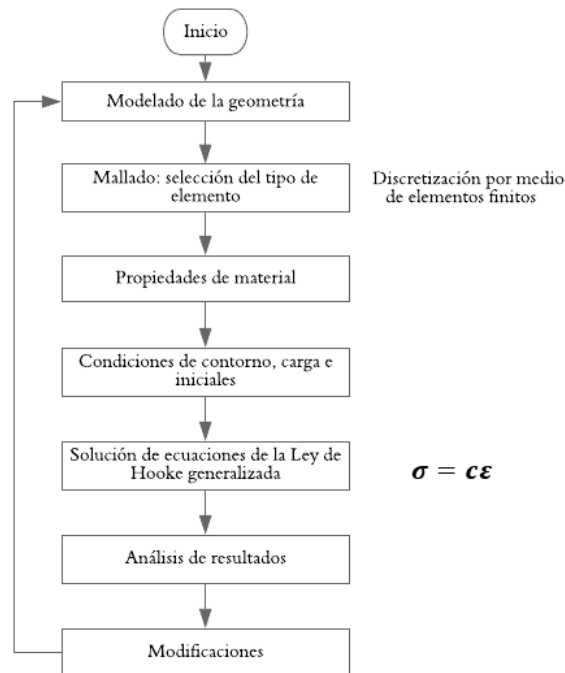 Inicio
Modelado de la geometría
Mallado: selección del tipo de
elemento
Discretización por medio
de elementos finitos
Propiedades de material
Condiciones de contorno, carga e
iniciales
Solución de ecuaciones de la Ley de
Hooke generalizada
σ = cε
Análisis de resultados
Modificaciones